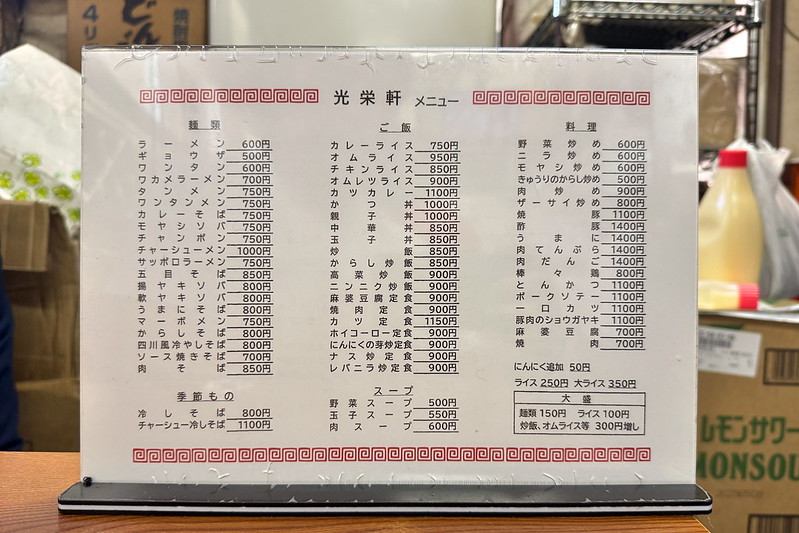 どん
4リ
光栄軒 メニュー
麺類
ラーメン 600円
ギョウザ 500円
ワンタン 600円
ワカメラーメン 700円
タンメン 750円
ワンタンメン 750円
カレーそば 750円
モヤシソバ 750円
チャンポン 750円
チャーシューメン 1000円
サッポロラーメン 750円
五目そば 850円
揚ヤキソバ 800円
軟ヤキソバ 800円
うまにそば 800円
マーボメン 750円
からしそば 800円
四川風冷やしそば 800円
ソース焼きそば 700円
肉そば 850円
季節もの
冷しそば 800円
チャーシュー冷しそば 1100円
ご飯
カレーライス 750円
オムライス 950円
チキンライス 850円
オムレツライス 900円
カツカレー 1100円
かつ丼 1000円
親子丼 1000円
中華丼 850円
玉子丼 850円
炒飯 850円
からし炒飯 850円
高菜炒飯 900円
ニンニク炒飯 900円
麻婆豆腐定食 900円
焼肉定食 900円
カツ定食 1150円
ホイコーロー定食 900円
にんにくの芽炒定食 900円
ナス炒定食 900円
レバニラ炒定食 900円
スープ
野菜スープ 500円
玉子スープ 550円
肉スープ 600円
料理
野菜炒め 600円
ニラ炒め 600円
モヤシ炒め 600円
きゅうりのからし炒め 500円
肉炒め 900円
ザーサイ炒め 800円
焼豚 1100円
酢豚 1400円
うまに 1400円
肉てんぷら 1400円
肉だんご 1400円
棒々鶏 800円
とんかつ 1100円
ポークソテー 1100円
一口カツ 1100円
豚肉のショウガヤキ 1100円
麻婆豆腐 700円
焼肉 700円
にんにく追加 50円
ライス 250円 大ライス 350円
大盛
麺類 150円 ライス 100円
炒飯、オムライス等 300円増し
レモンサワー
MONSOU